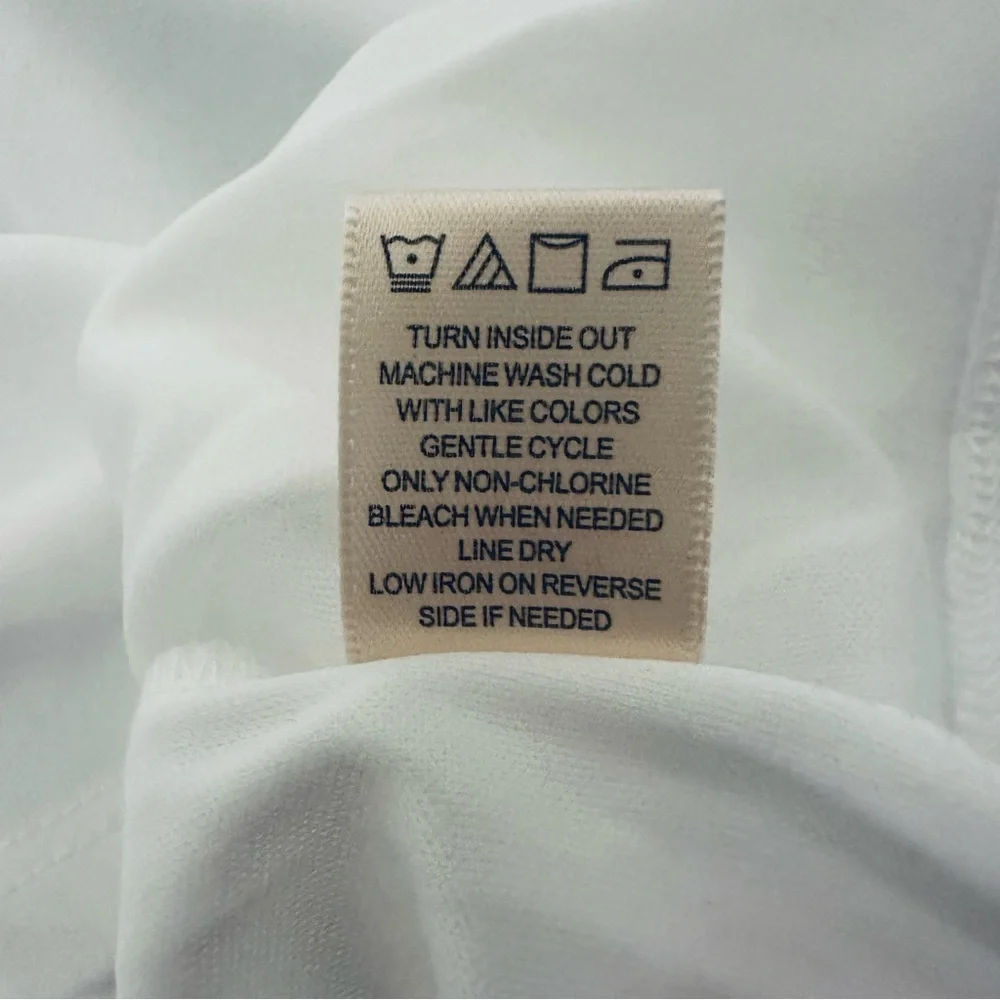 TURN INSIDE OUT
MACHINE WASH COLD
WITH LIKE COLORS
GENTLE CYCLE
ONLY NON-CHLORINE
BLEACH WHEN NEEDED
LINE DRY
LOW IRON ON REVERSE
SIDE IF NEEDED